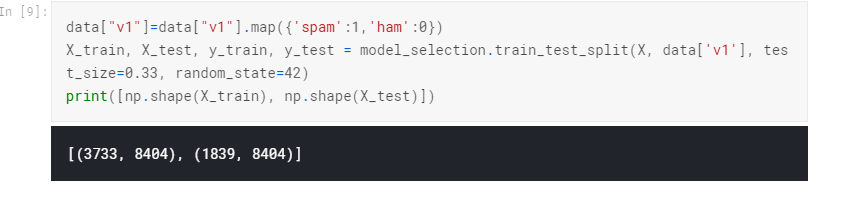 In [9]:
data["v1"]=data["v1"].map({'spam':1,'ham':0})
X_train, X_test, y_train, y_test = model_selection.train_test_split(X, data['v1'], tes
t_size=0.33, random_state=42)
print([np.shape(X_train), np.shape(X_test)])
[(3733, 8404), (1839, 8404)]